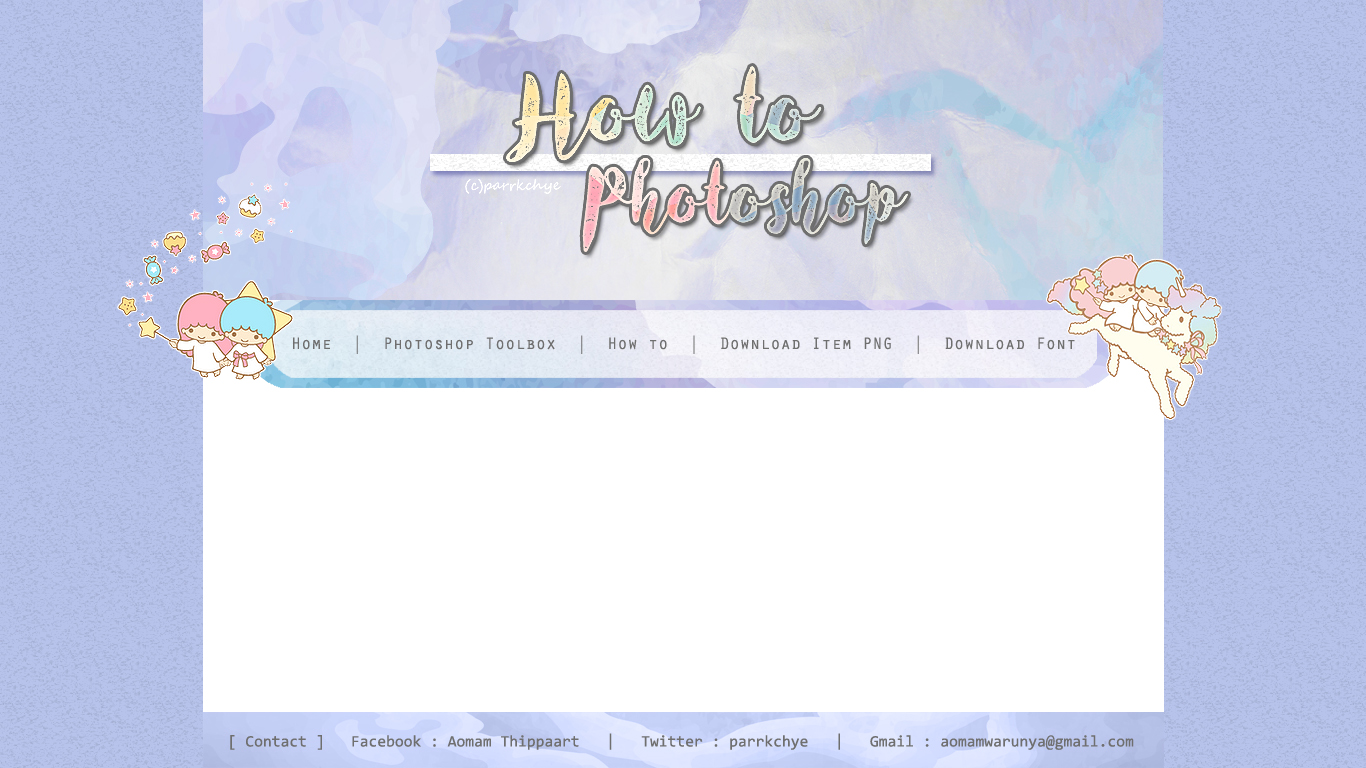 How to
Photoshop
(c)parrkchye
Home | Photoshop Toolbox | How to | Download Item PNG | Download Font
[ Contact ] Facebook : Aomam Thippaart | Twitter : parrkchye | Gmail : aomamwarunya@gmail.com